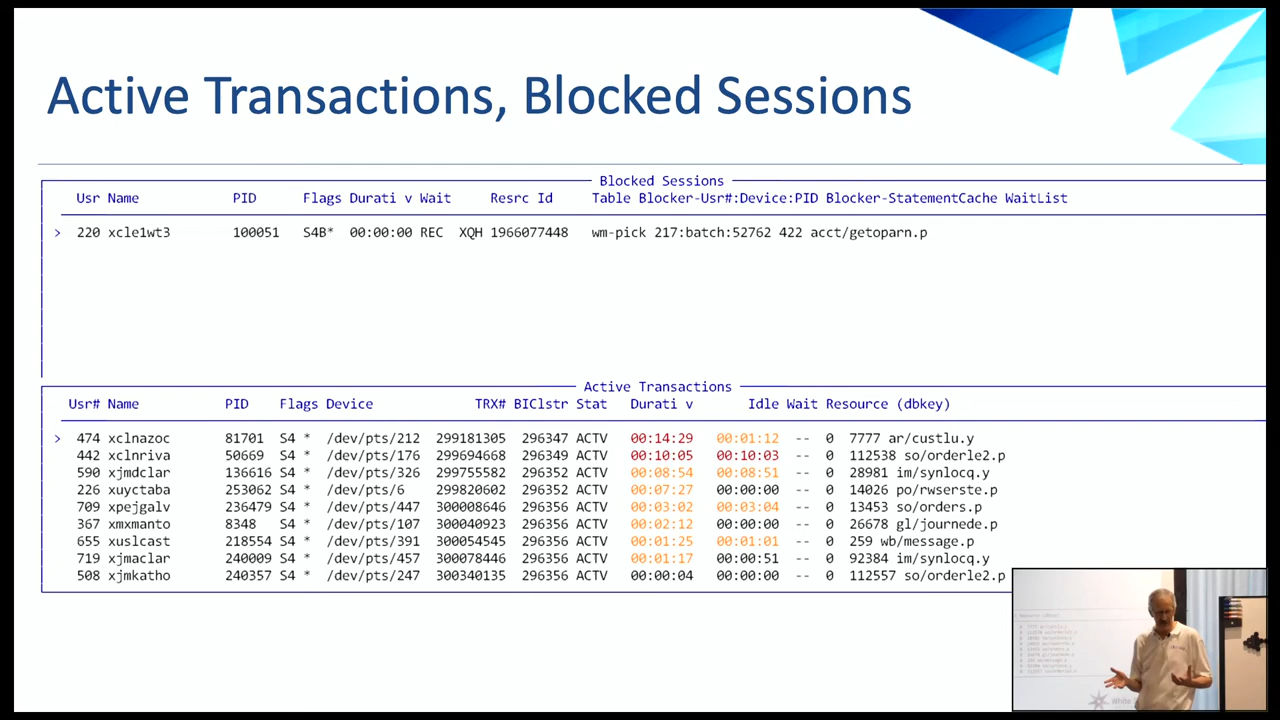 Active Transactions, Blocked Sessions
Blocked Sessions
Usr Name PID Flags Durati v Wait Resrc Id Table Blocker-Usr#:Device:PID Blocker-StatementCache WaitList
> 220 xcle1wt3 100051 S4B* 00:00:00 REC XQH 1966077448 wm-pick 217:batch:52762 422 acct/getoparn.p
Active Transactions
Usr# Name PID Flags Device TRX# BIClstr Stat Durati v Idle Wait Resource (dbkey)
> 474 xclnazoc 81701 S4 * /dev/pts/212 299181305 296347 ACTV 00:14:29 00:01:12 -- 0 7777 ar/custlu.y
442 xclnriva 50669 S4 * /dev/pts/176 299694668 296349 ACTV 00:10:05 00:10:03 -- 0 112538 so/orderle2.p
590 xjmdclar 136616 S4 * /dev/pts/326 299755582 296352 ACTV 00:08:54 00:08:51 -- 0 28981 im/synlocq.y
226 xuyctaba 253062 S4 * /dev/pts/6 299820602 296352 ACTV 00:07:27 00:00:00 -- 0 14026 po/rwserste.p
709 xpejgalv 236479 S4 * /dev/pts/447 300008646 296356 ACTV 00:03:02 00:03:04 -- 0 13453 so/orders.p
367 xmxmanto 8348 S4 * /dev/pts/107 300040923 296356 ACTV 00:02:12 00:00:00 -- 0 26678 gl/journede.p
655 xuslcast 218554 S4 * /dev/pts/391 300054545 296356 ACTV 00:01:25 00:01:01 -- 0 259 wb/message.p
719 xjmaclar 240009 S4 * /dev/pts/457 300078446 296356 ACTV 00:01:17 00:00:51 -- 0 92384 im/synlocq.y
508 xjmkatho 240357 S4 * /dev/pts/247 300340135 296356 ACTV 00:00:04 00:00:00 -- 0 112557 so/orderle2.p
White